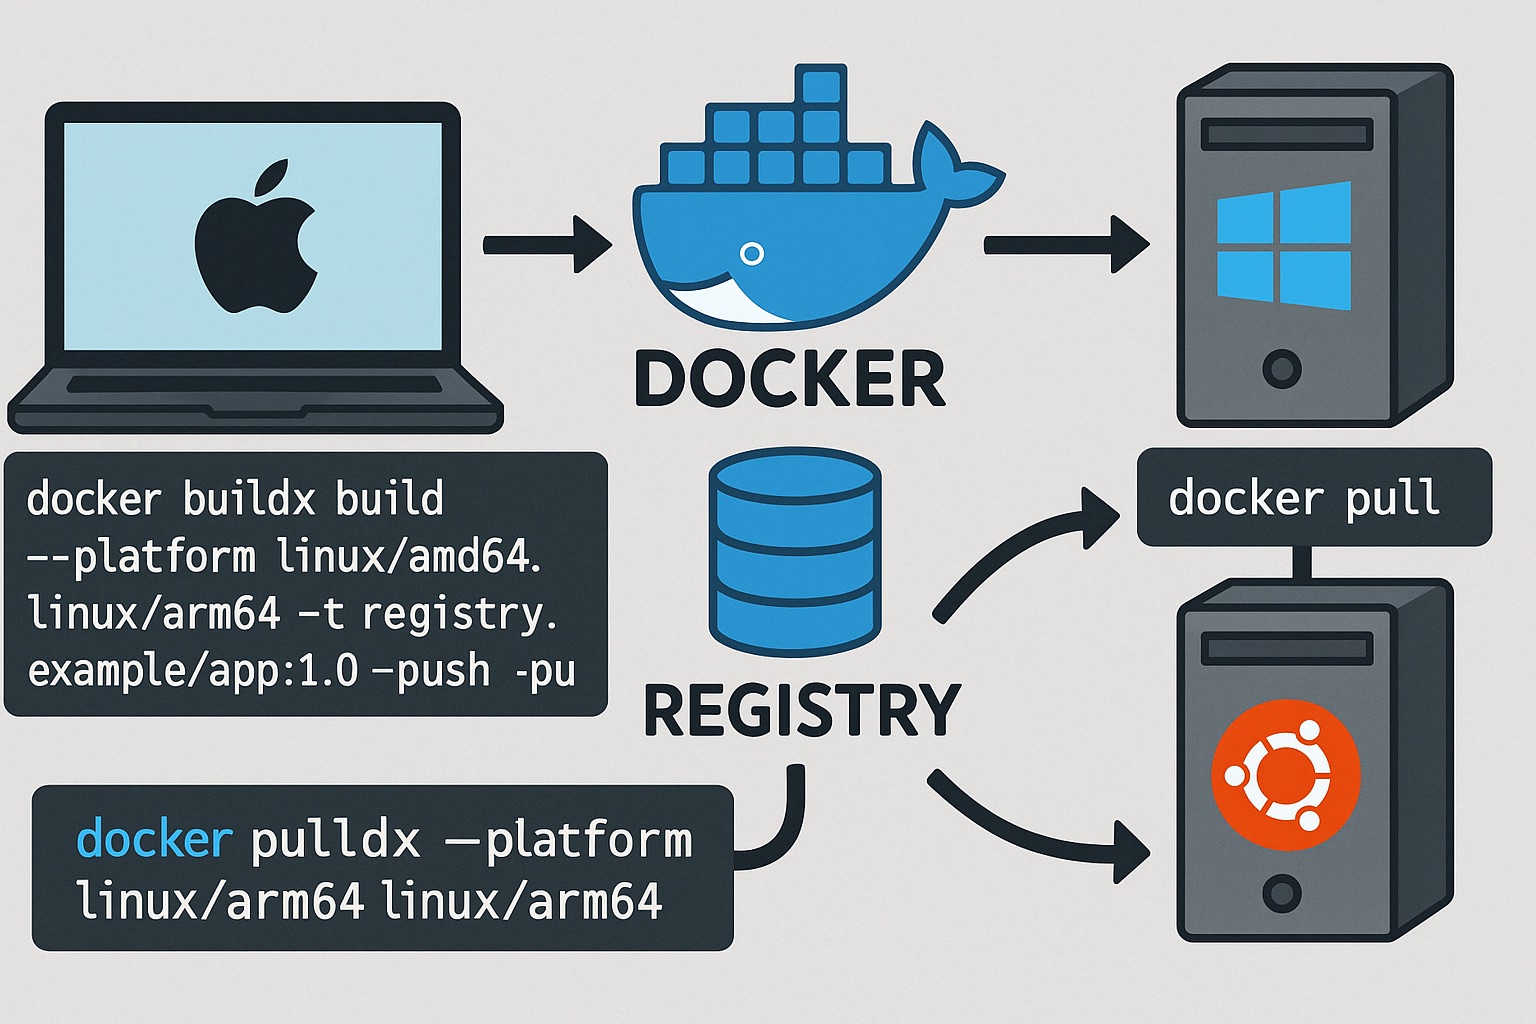 DOCKER
docker buildx build
--platform linux/amd64.
linux/arm64 -t registry.
example/app:1.0 -push -pu
REGISTRY
docker pull
docker pulldx —platform
linux/arm64 linux/arm64